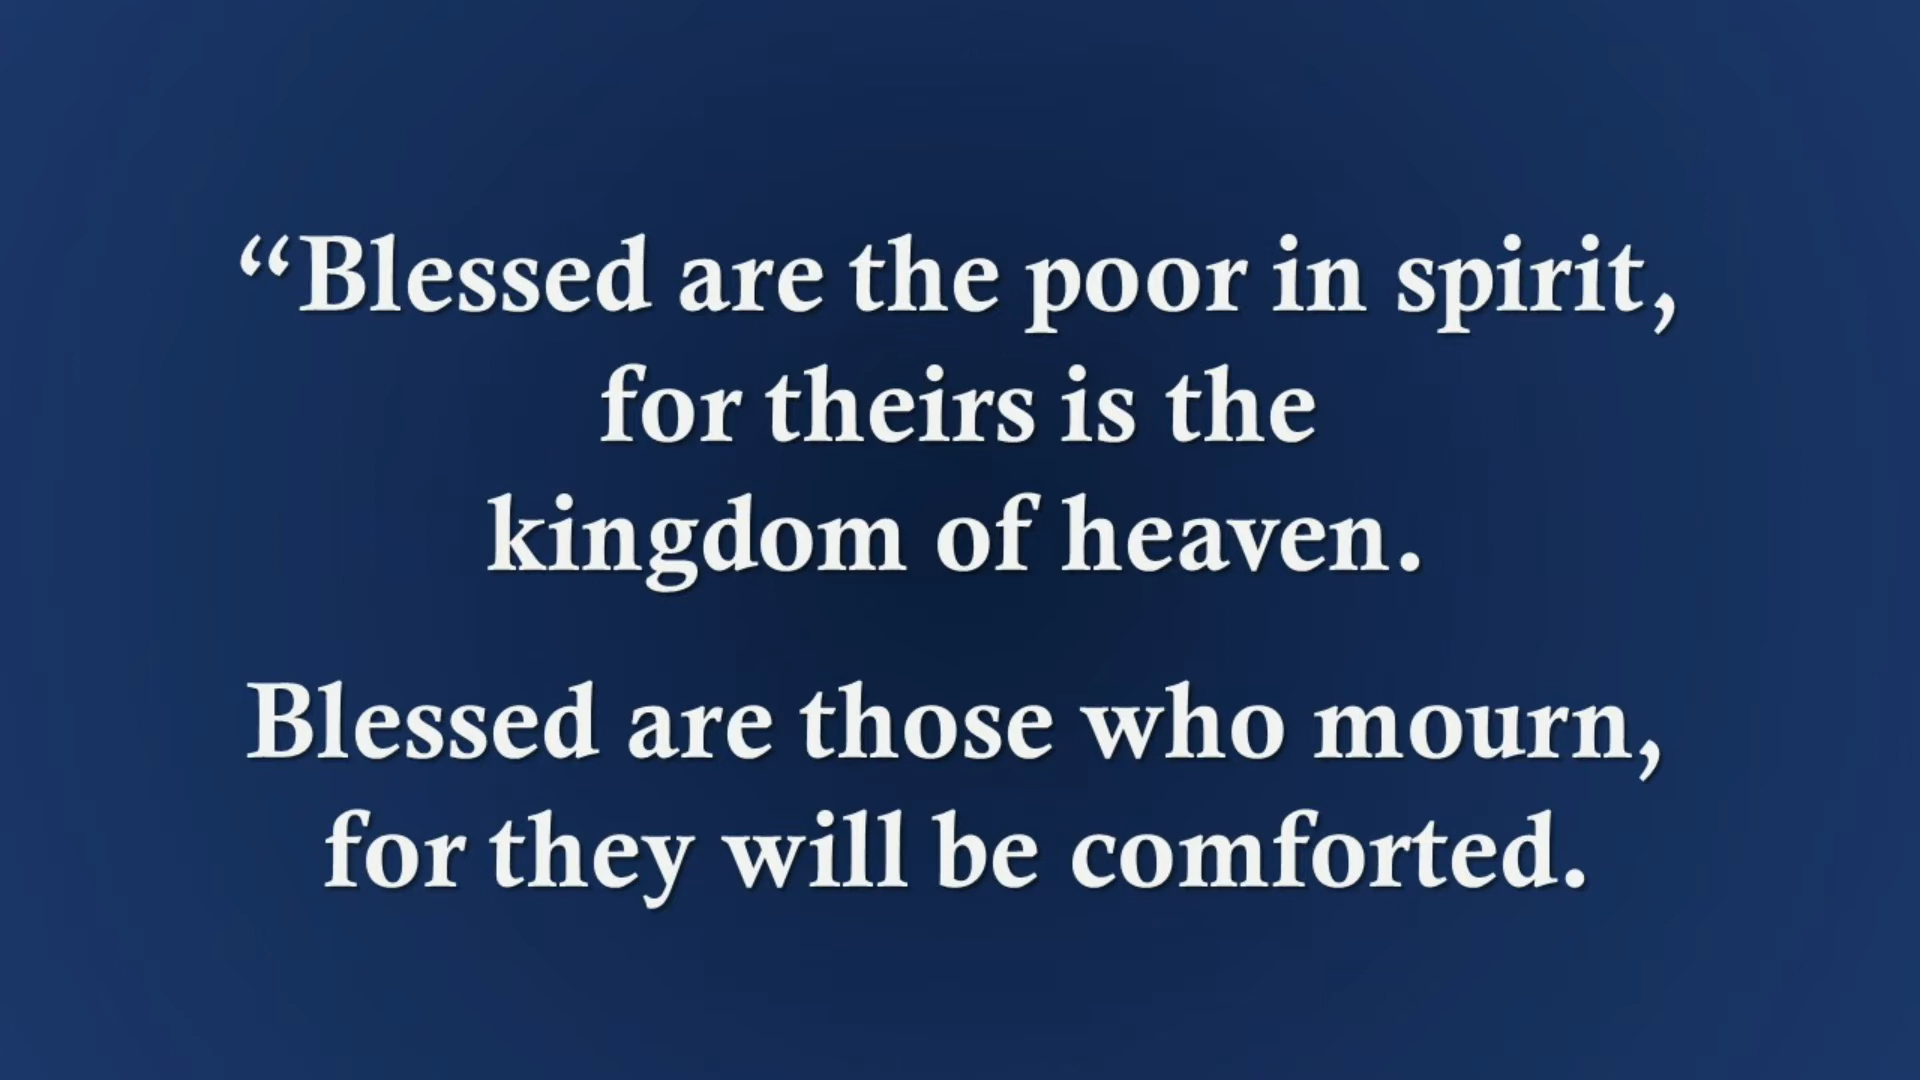 “Blessed are the poor in spirit,
for theirs is the
kingdom of heaven.
Blessed are those who mourn,
for they will be comforted.